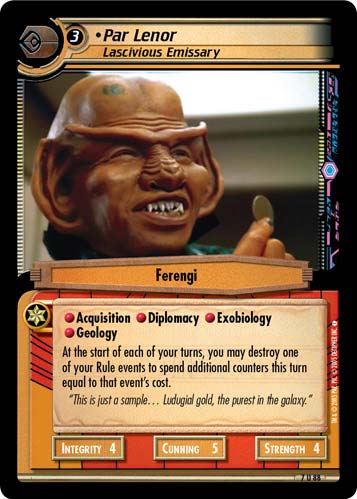 3
•Par Lenor
Lascivious Emissary
Ferengi
Acquisition Diplomacy Exobiology
Geology
At the start of each of your turns, you may destroy one
of your Rule events to spend additional counters this turn
equal to that event's cost.
"This is just a sample... Ludugial gold, the purest in the galaxy."
Integrity 4 Cunning 5 Strength 4
7 U 88